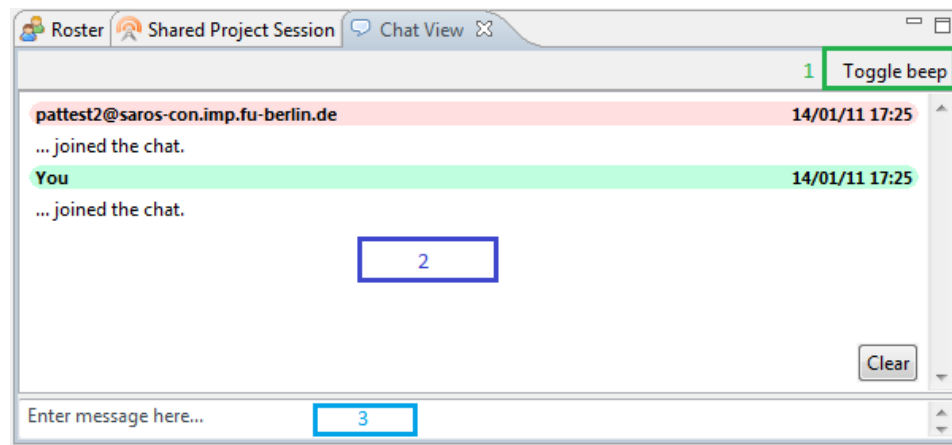 Roster Shared Project Session Chat View
1 Toggle beep
pattest2@saros-con.imp.fu-berlin.de 14/01/11 17:25
... joined the chat.
You 14/01/11 17:25
... joined the chat.
2
Clear
Enter message here... 3